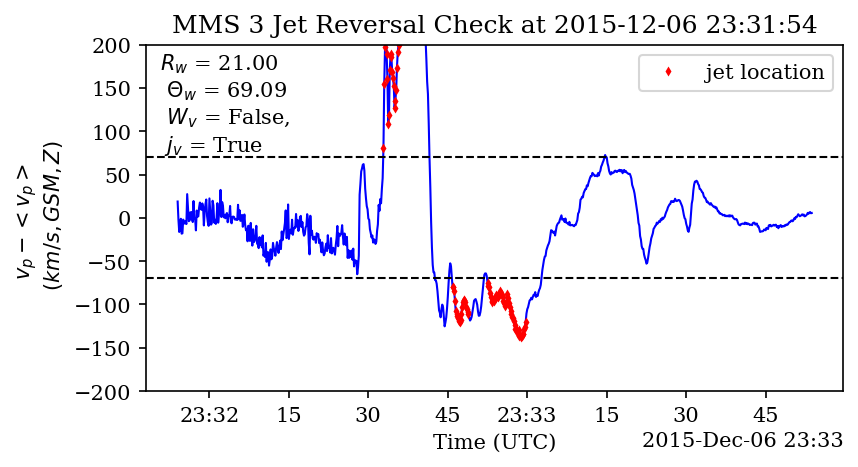 MMS 3 Jet Reversal Check at 2015-12-06 23:31:54
R_w = 21.00
Θ_w = 69.09
W_v = False,
j_v = True
jet location
v_p − < v_p >
(km/s, GSM, Z)
200
150
100
50
0
−50
−100
−150
−200
23:32 15 30 45 23:33 15 30 45
Time (UTC)
2015-Dec-06 23:33